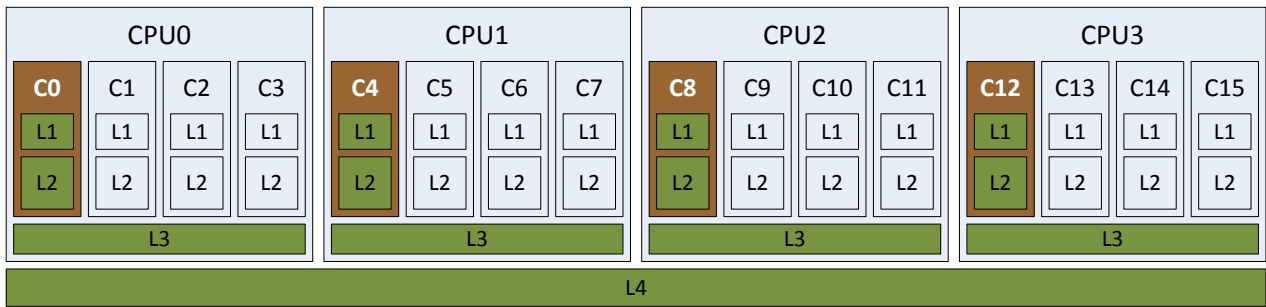 CPU0 CPU1 CPU2 CPU3
C0 C1 C2 C3 C4 C5 C6 C7 C8 C9 C10 C11 C12 C13 C14 C15
L1 L1 L1 L1 L1 L1 L1 L1 L1 L1 L1 L1 L1 L1 L1 L1
L2 L2 L2 L2 L2 L2 L2 L2 L2 L2 L2 L2 L2 L2 L2 L2
L3 L3 L3 L3
L4